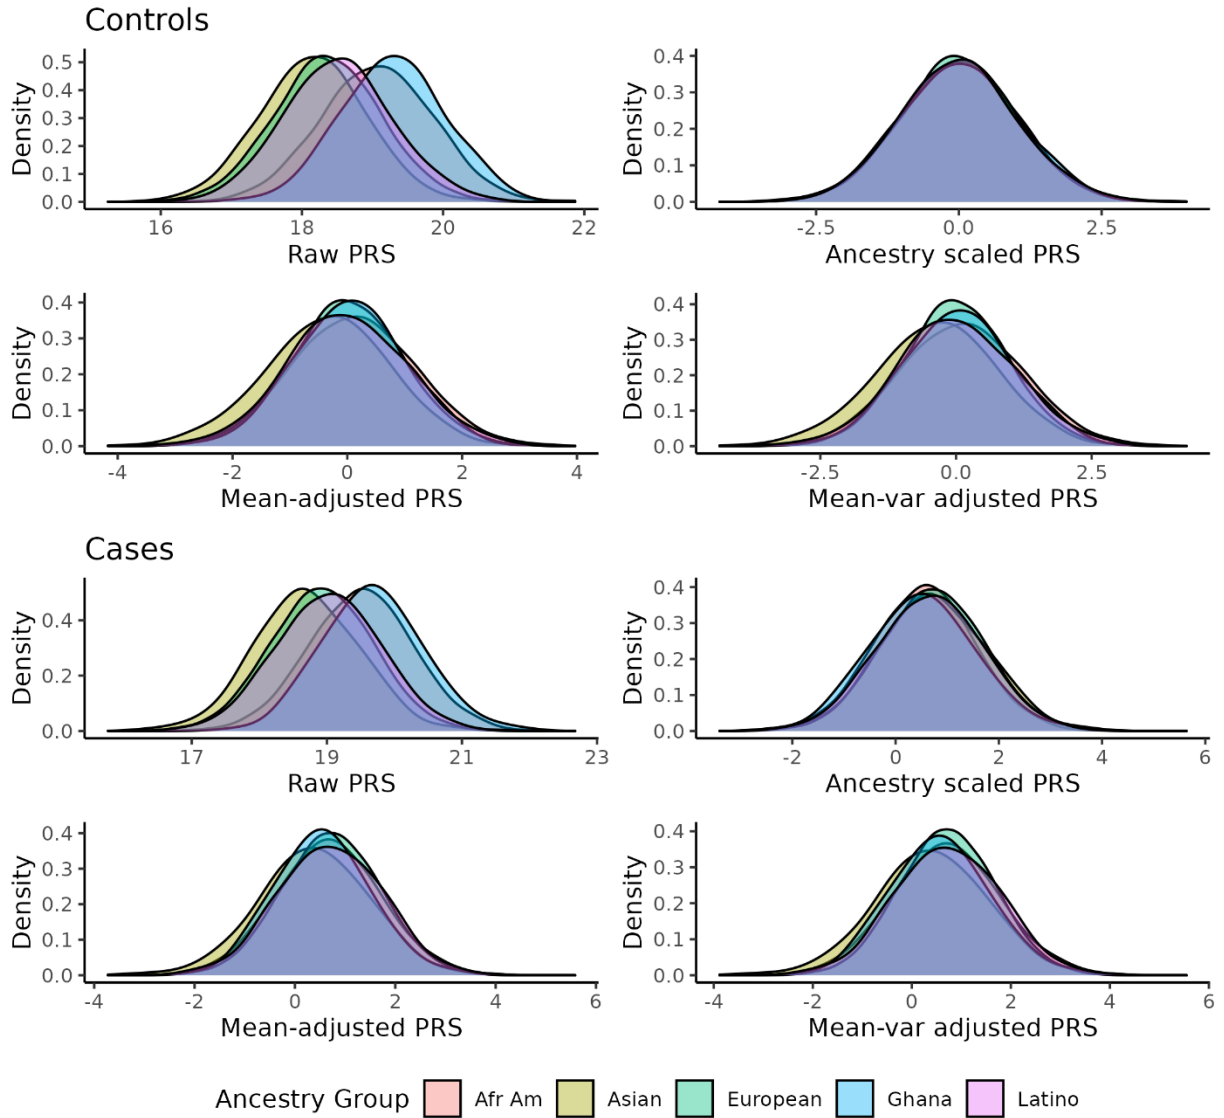 Controls
Density
0.5
0.4
0.3
0.2
0.1
0.0
16 18 20 22
Raw PRS
Density
0.4
0.3
0.2
0.1
0.0
-2.5 0.0 2.5
Ancestry scaled PRS
Density
0.4
0.3
0.2
0.1
0.0
-4 -2 0 2 4
Mean-adjusted PRS
Density
0.4
0.3
0.2
0.1
0.0
-2.5 0.0 2.5
Mean-var adjusted PRS
Cases
Density
0.4
0.2
0.0
17 19 21 23
Raw PRS
Density
0.4
0.3
0.2
0.1
0.0
-2 0 2 4 6
Ancestry scaled PRS
Density
0.4
0.3
0.2
0.1
0.0
-4 -2 0 2 4 6
Mean-adjusted PRS
Density
0.4
0.3
0.2
0.1
0.0
-4 -2 0 2 4 6
Mean-var adjusted PRS
Ancestry Group Afr Am Asian European Ghana Latino